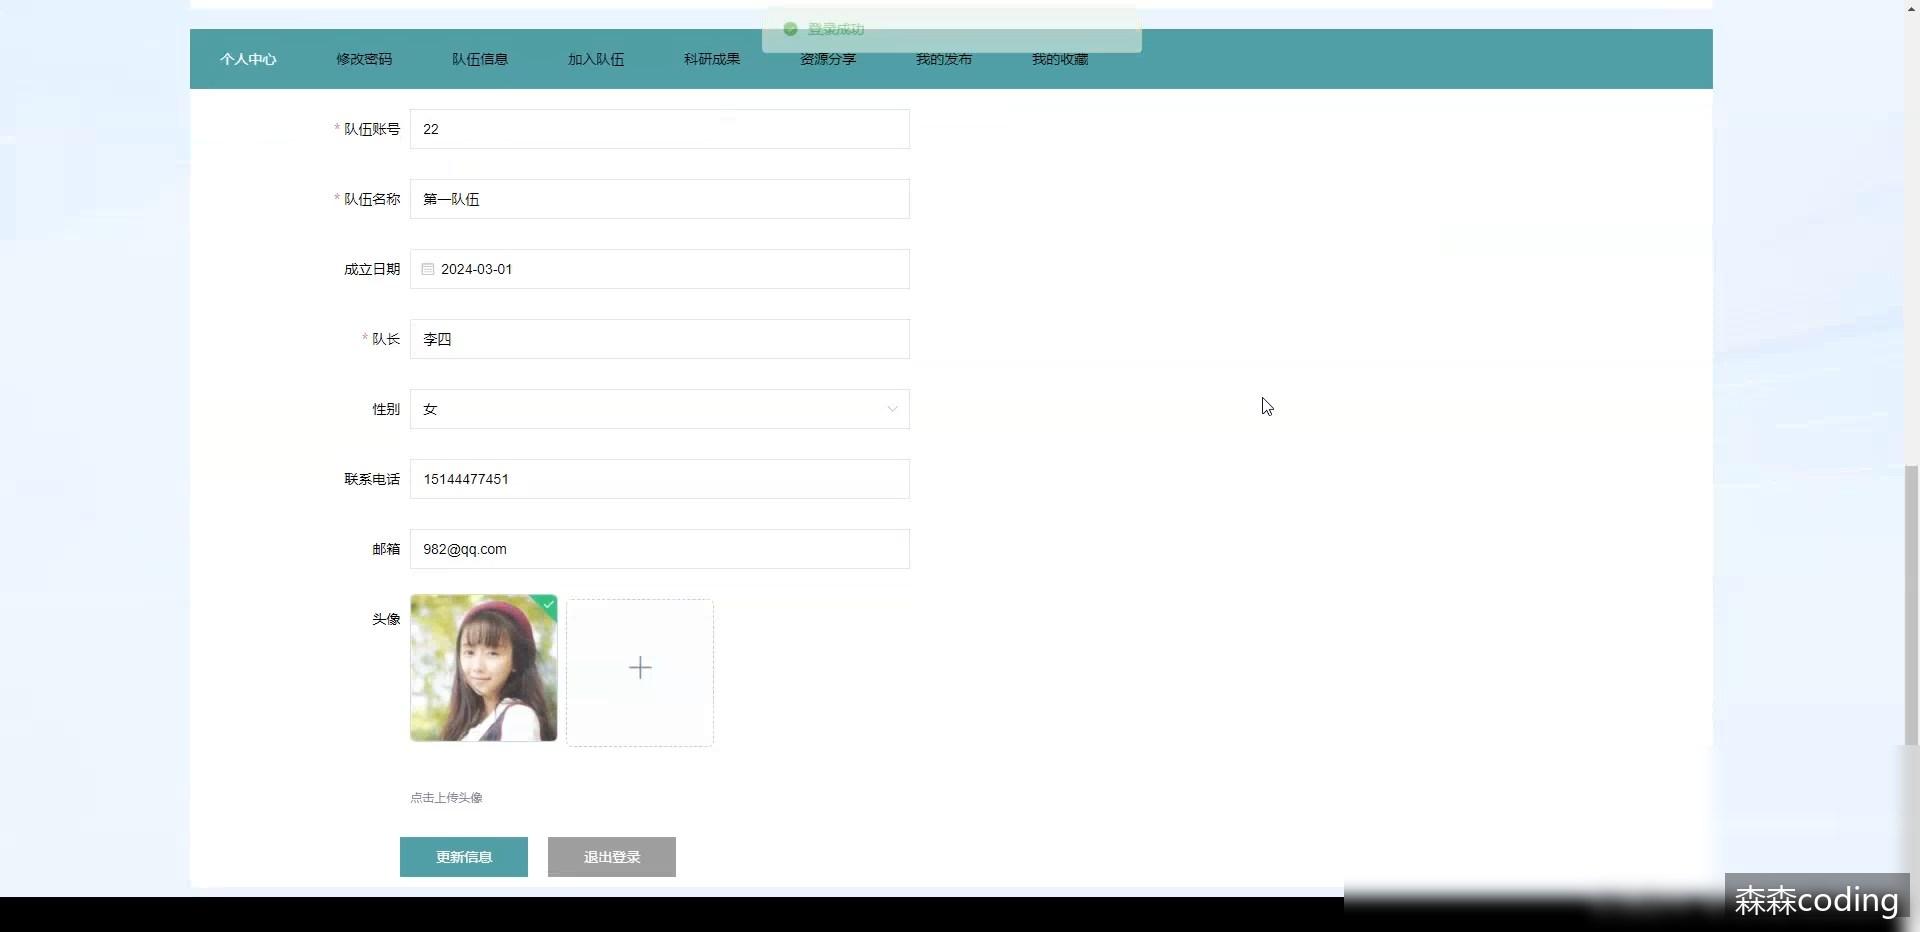 登录成功
个人中心 修改密码 队伍信息 加入队伍 科研成果 资源分享 我的发布 我的收藏
* 队伍账号 22
* 队伍名称 第一队伍
成立日期 2024-03-01
* 队长 李四
性别 女
联系电话 15144477451
邮箱 982@qq.com
头像
点击上传头像
更新信息 退出登录
森森coding